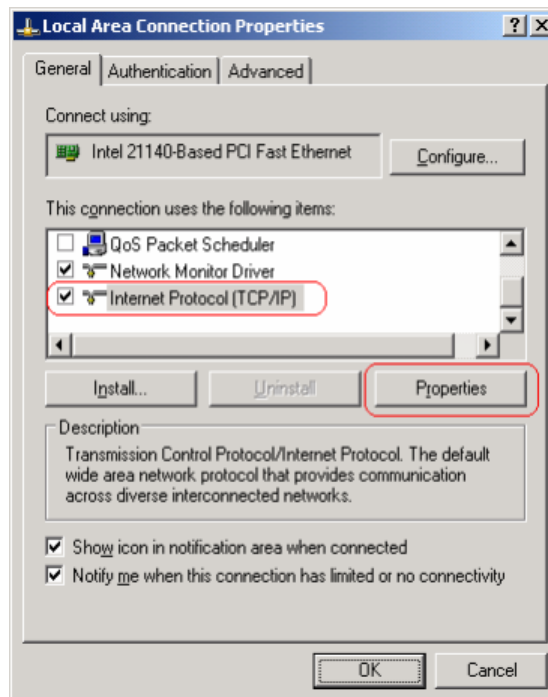 Local Area Connection Properties
General Authentication Advanced
Connect using:
Intel 21140-Based PCI Fast Ethernet
Configure...
This connection uses the following items:
QoS Packet Scheduler
Network Monitor Driver
Internet Protocol (TCP/IP)
Install... Uninstall Properties
Description
Transmission Control Protocol/Internet Protocol. The default
wide area network protocol that provides communication
across diverse interconnected networks.
Show icon in notification area when connected
Notify me when this connection has limited or no connectivity
OK Cancel